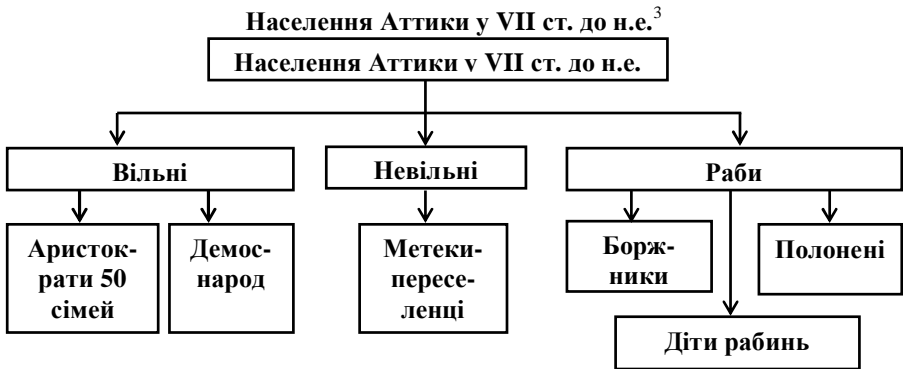 Населення Аттики у VII ст. до н.е.³
Населення Аттики у VII ст. до н.е.
Вільні
Невільні
Раби
Аристок-
рати 50
сімей
Демос-
народ
Метеки-
пересе-
ленці
Борж-
ники
Полонені
Діти рабинь